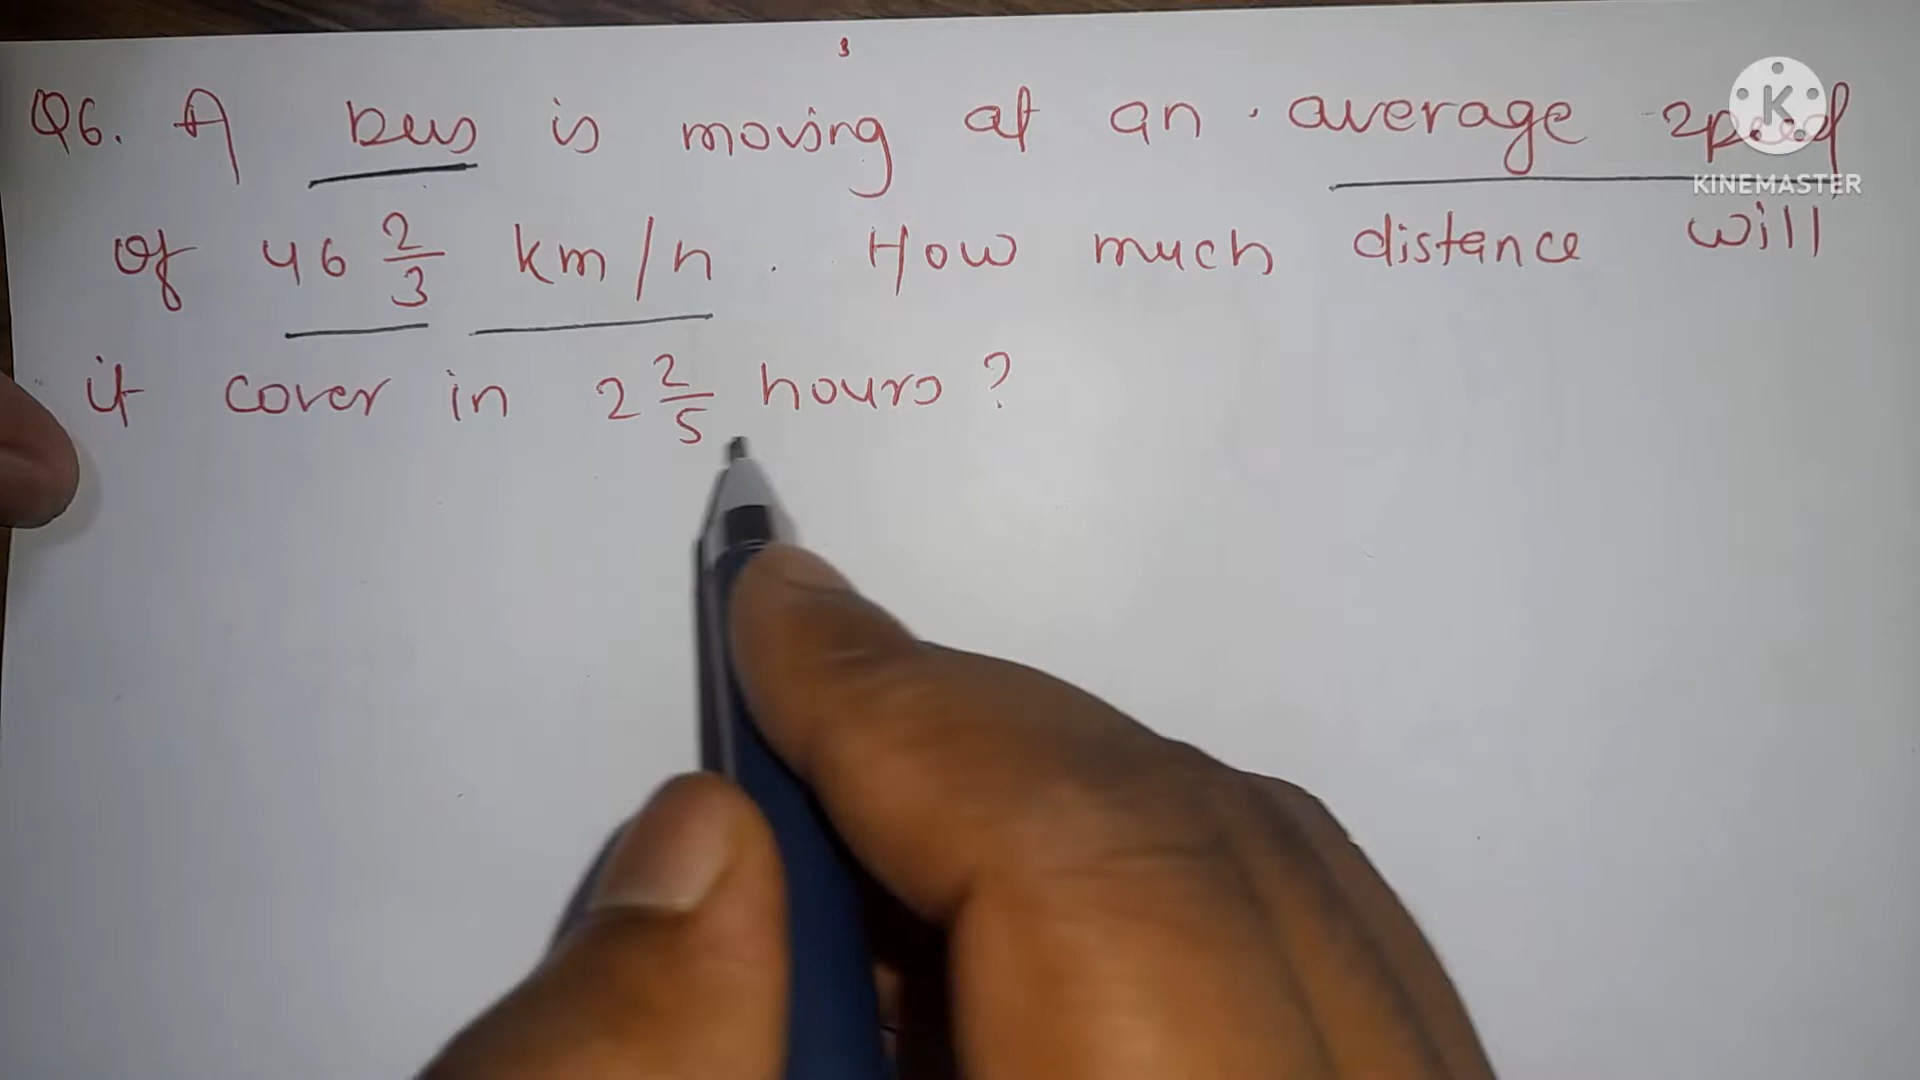 3
Q6. A bus is moving at an average speed
K
KINEMASTER
of 46 2/3 km/h. How much distance will
it cover in 2 2/5 hours?